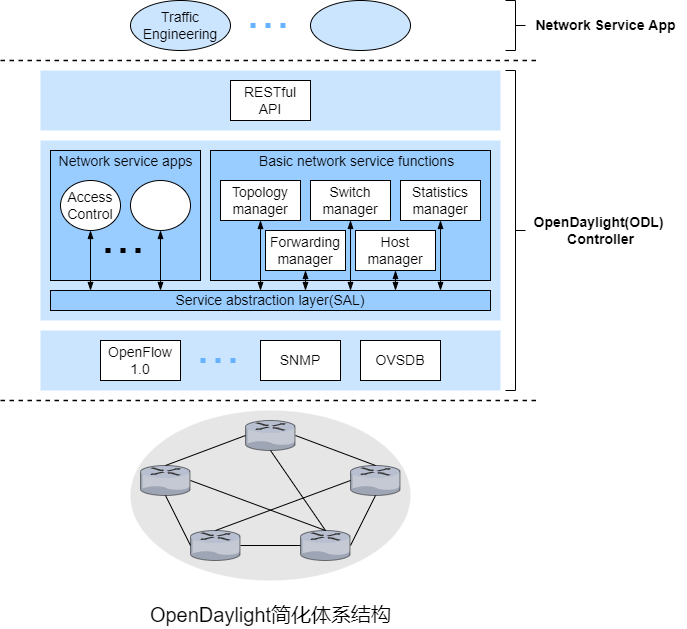 Traffic
Engineering
Network Service App
RESTful
API
Network service apps
Basic network service functions
Access
Control
Topology
manager
Switch
manager
Statistics
manager
Forwarding
manager
Host
manager
OpenDaylight(ODL)
Controller
Service abstraction layer(SAL)
OpenFlow
1.0
SNMP
OVSDB
OpenDaylight简化体系结构